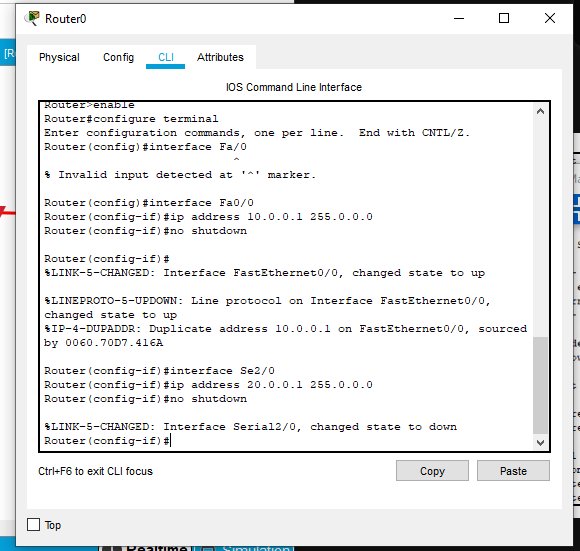 Router0
Physical Config CLI Attributes
IOS Command Line Interface
Router>enable
Router#configure terminal
Enter configuration commands, one per line.  End with CNTL/Z.
Router(config)#interface Fa/0
^
% Invalid input detected at '^' marker.
Router(config)#interface Fa0/0
Router(config-if)#ip address 10.0.0.1 255.0.0.0
Router(config-if)#no shutdown
Router(config-if)#
%LINK-5-CHANGED: Interface FastEthernet0/0, changed state to up
%LINEPROTO-5-UPDOWN: Line protocol on Interface FastEthernet0/0,
changed state to up
%IP-4-DUPADDR: Duplicate address 10.0.0.1 on FastEthernet0/0, sourced
by 0060.70D7.416A
Router(config-if)#interface Se2/0
Router(config-if)#ip address 20.0.0.1 255.0.0.0
Router(config-if)#no shutdown
%LINK-5-CHANGED: Interface Serial2/0, changed state to down
Router(config-if)#
Ctrl+F6 to exit CLI focus
Copy Paste
Top
Realtime Simulation